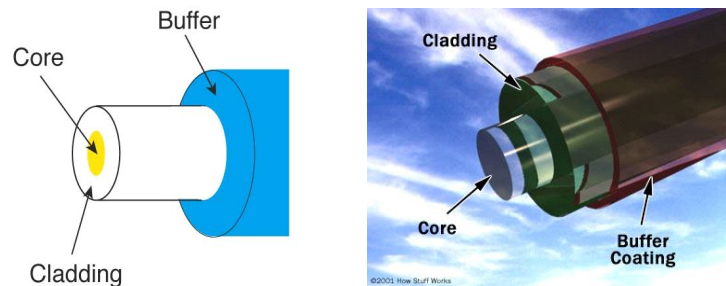 Buffer
Core
Cladding
Cladding
Core
Buffer
Coating
©2001 How Stuff Works